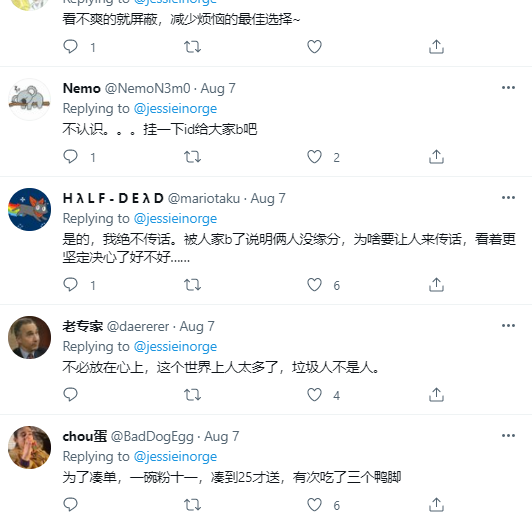 Replying to @jessieinorge
看不爽的就屏蔽，减少烦恼的最佳选择~
1
Nemo @NemoN3m0 · Aug 7
Replying to @jessieinorge
不认识。。。挂一下id给大家b吧
1 2
H λ L F - D E λ D @mariotaku · Aug 7
Replying to @jessieinorge
是的，我绝不传话。被人家b了说明俩人没缘分，为啥要让人来传话，看着更
坚定决心了好不好......
1 6
老专家 @daererer · Aug 7
Replying to @jessieinorge
不必放在心上，这个世界上人太多了，垃圾人不是人。
4
chou蛋 @BadDogEgg · Aug 7
Replying to @jessieinorge
为了凑单，一碗粉十一，凑到25才送，有次吃了三个鸭脚
6